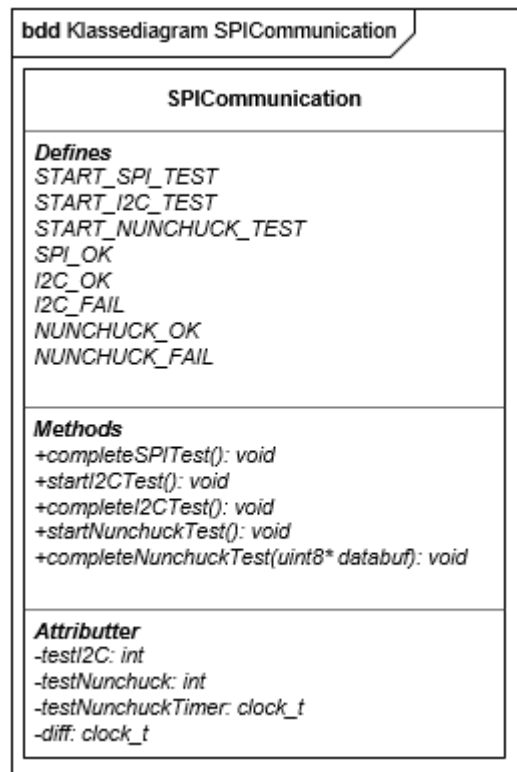 bdd Klassediagram SPICommunication
SPICommunication
Defines
START_SPI_TEST
START_I2C_TEST
START_NUNCHUCK_TEST
SPI_OK
I2C_OK
I2C_FAIL
NUNCHUCK_OK
NUNCHUCK_FAIL
Methods
+completeSPITest(): void
+startI2CTest(): void
+completeI2CTest(): void
+startNunchuckTest(): void
+completeNunchuckTest(uint8* databuf): void
Attributter
-testI2C: int
-testNunchuck: int
-testNunchuckTimer: clock_t
-diff: clock_t